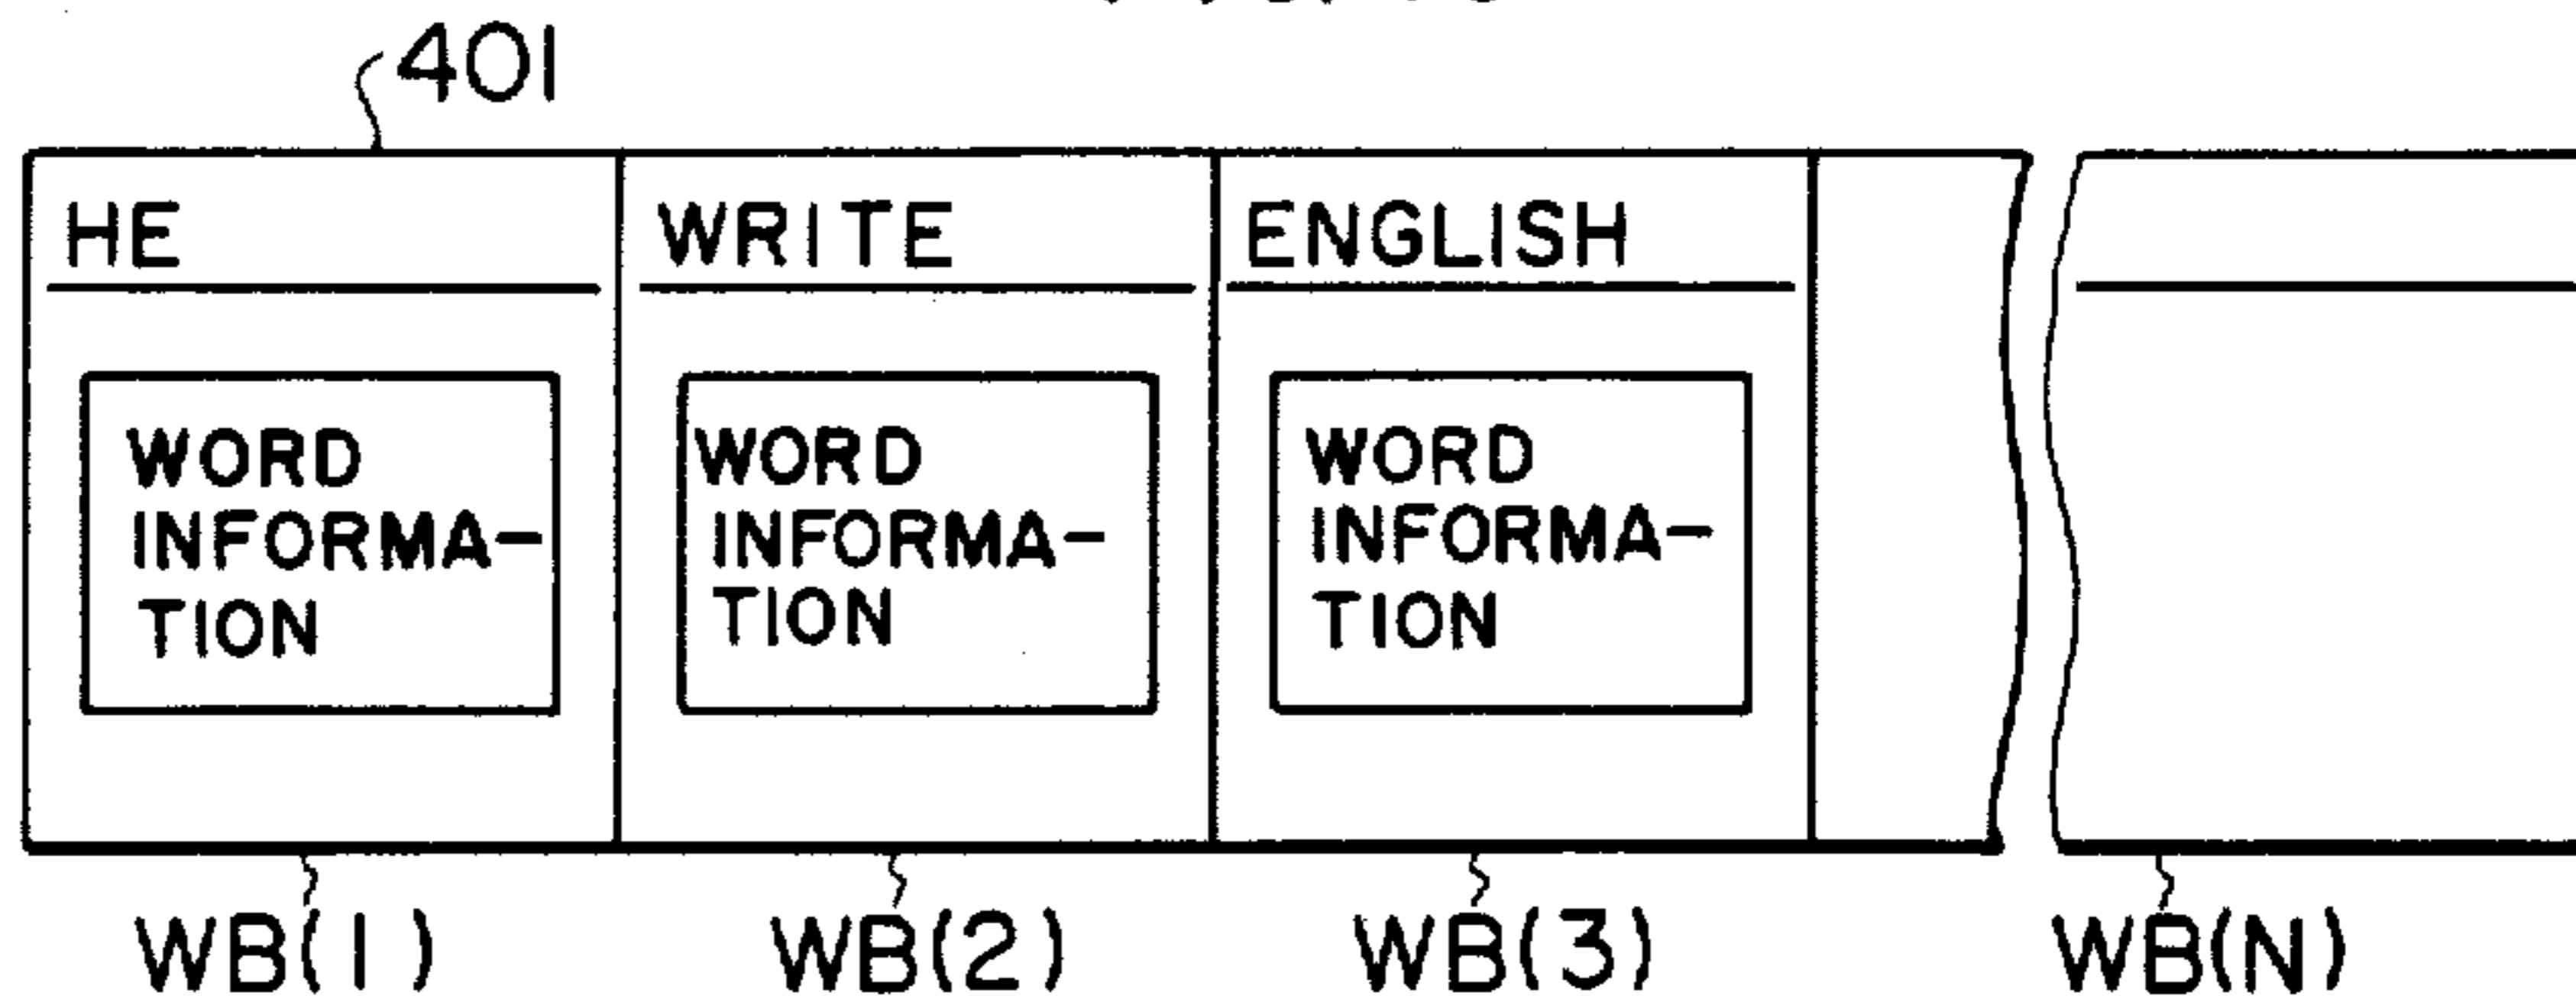 401
HE WRITE ENGLISH
WORD INFORMA- TION
WORD INFORMA- TION
WORD INFORMA- TION
WB(1) WB(2) WB(3) WB(N)